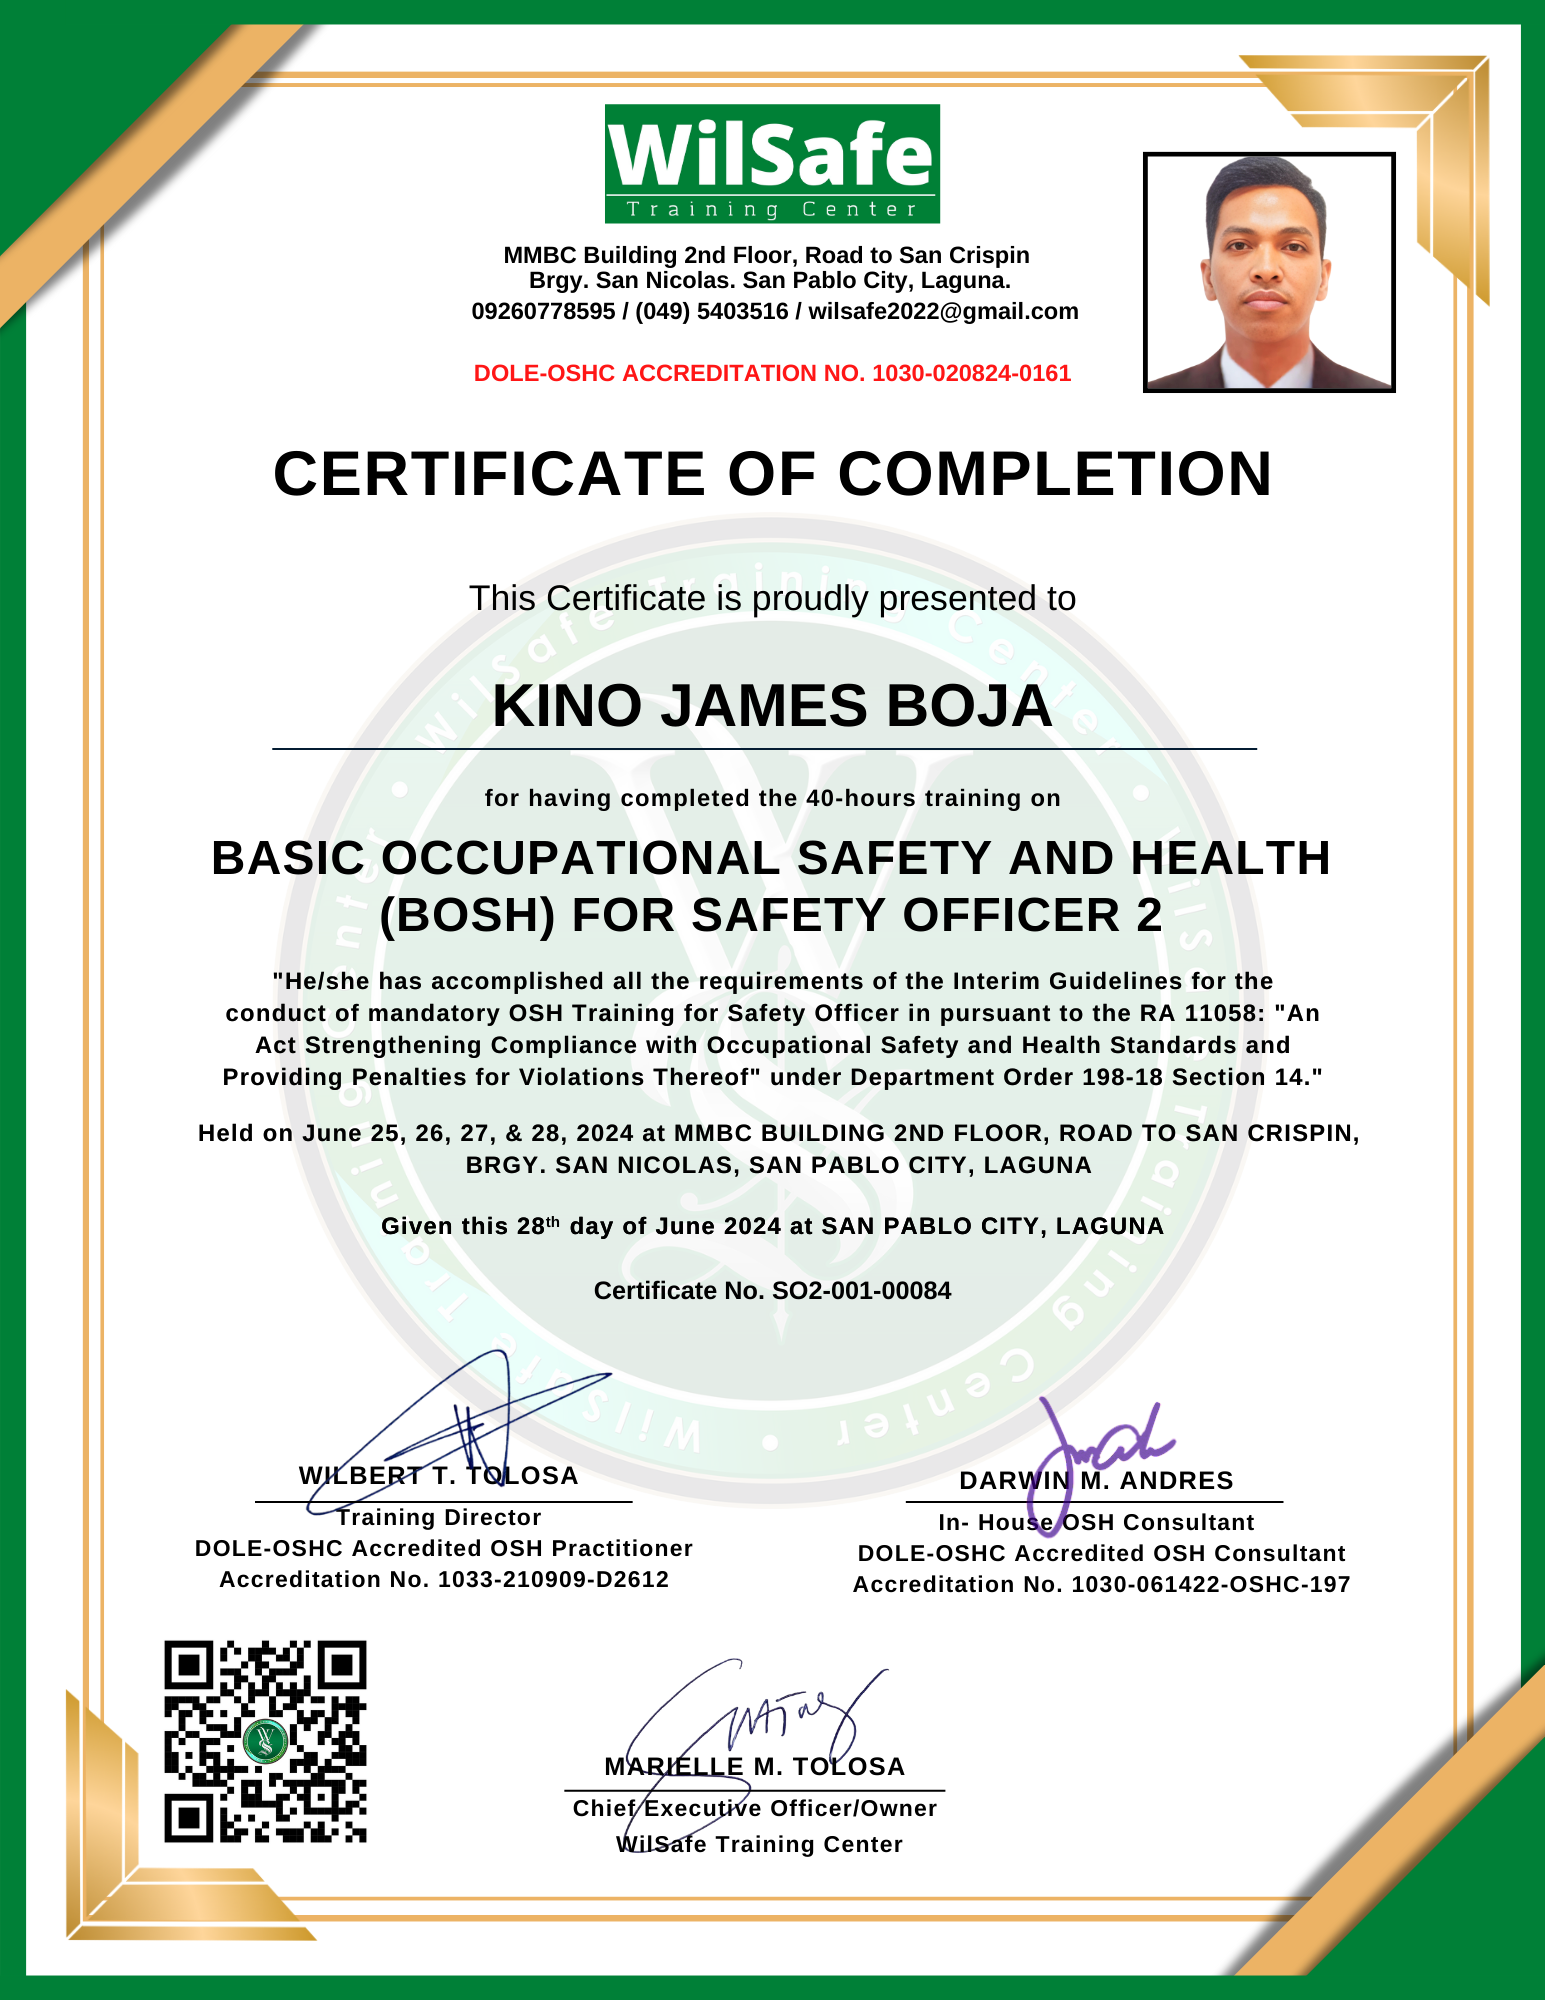 WilSafe
Training Center
MMBC Building 2nd Floor, Road to San Crispin
Brgy. San Nicolas. San Pablo City, Laguna.
09260778595 / (049) 5403516 / wilsafe2022@gmail.com
DOLE-OSHC ACCREDITATION NO. 1030-020824-0161
CERTIFICATE OF COMPLETION
This Certificate is proudly presented to
KINO JAMES BOJA
for having completed the 40-hours training on
BASIC OCCUPATIONAL SAFETY AND HEALTH
(BOSH) FOR SAFETY OFFICER 2
"He/she has accomplished all the requirements of the Interim Guidelines for the
conduct of mandatory OSH Training for Safety Officer in pursuant to the RA 11058: "An
Act Strengthening Compliance with Occupational Safety and Health Standards and
Providing Penalties for Violations Thereof" under Department Order 198-18 Section 14."
Held on June 25, 26, 27, & 28, 2024 at MMBC BUILDING 2ND FLOOR, ROAD TO SAN CRISPIN,
BRGY. SAN NICOLAS, SAN PABLO CITY, LAGUNA
Given this 28th day of June 2024 at SAN PABLO CITY, LAGUNA
Certificate No. SO2-001-00084
WilSafe Training Center • WilSafe Training Center • WilSafe Training Center •
WILBERT T. TOLOSA
Training Director
DOLE-OSHC Accredited OSH Practitioner
Accreditation No. 1033-210909-D2612
DARWIN M. ANDRES
In- House OSH Consultant
DOLE-OSHC Accredited OSH Consultant
Accreditation No. 1030-061422-OSHC-197
MARIELLE M. TOLOSA
Chief Executive Officer/Owner
WilSafe Training Center